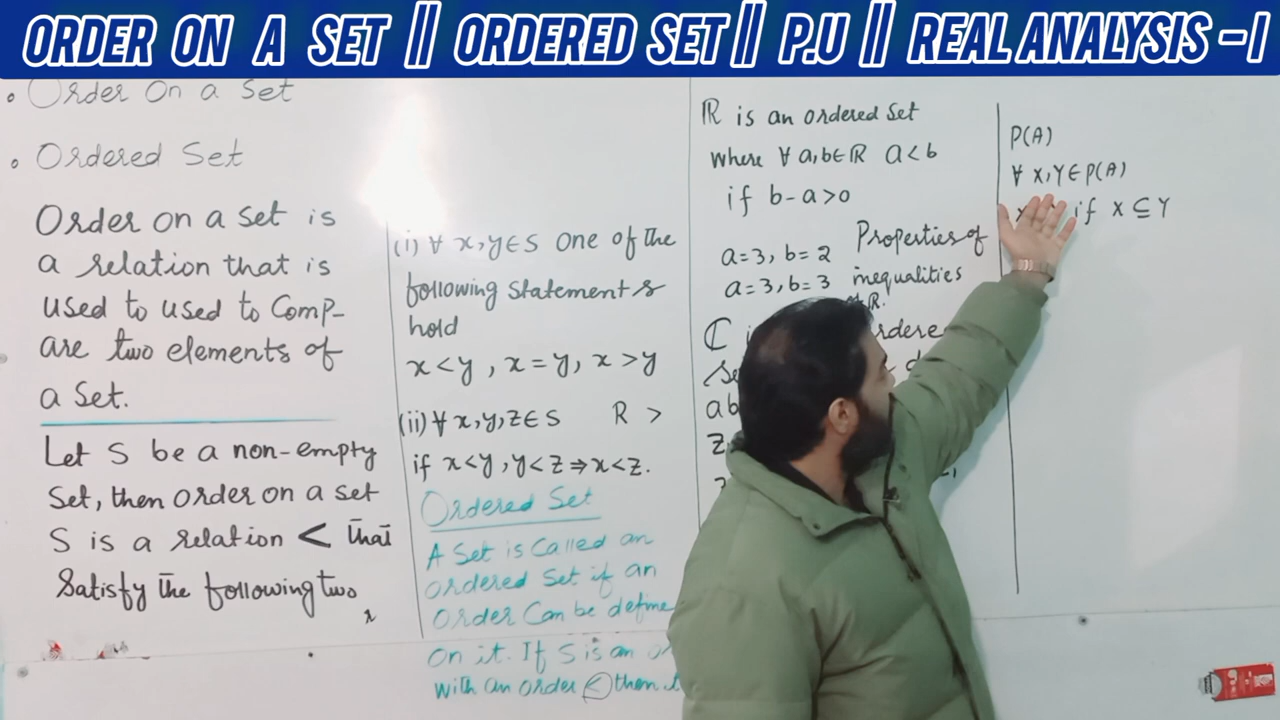 ORDER ON A SET || ORDERED SET || P.U || REAL ANALYSIS -I
• Order On a Set
• Ordered Set
Order on a set is
a relation that is
used to used to Comp-
are two elements of
a Set.
Let S be a non-empty
Set, then order on a set
S is a relation < that
Satisfy the following two
(i) ∀ x,y∈S one of the
following statements
hold
x<y, x=y, x>y
(ii) ∀ x,y,z∈S R >
if x<y, y<z ⇒ x<z.
Ordered Set
A Set is called an
ordered Set if an
order Can be define
on it. If S is an
with an order < then
ℝ is an ordered Set
where ∀ a,b∈ℝ a<b
if b-a>0
a=3, b=2
a=3, b=3
Properties of
inequalities
ℂ
P(A)
∀ X,Y∈P(A)
if X⊆Y